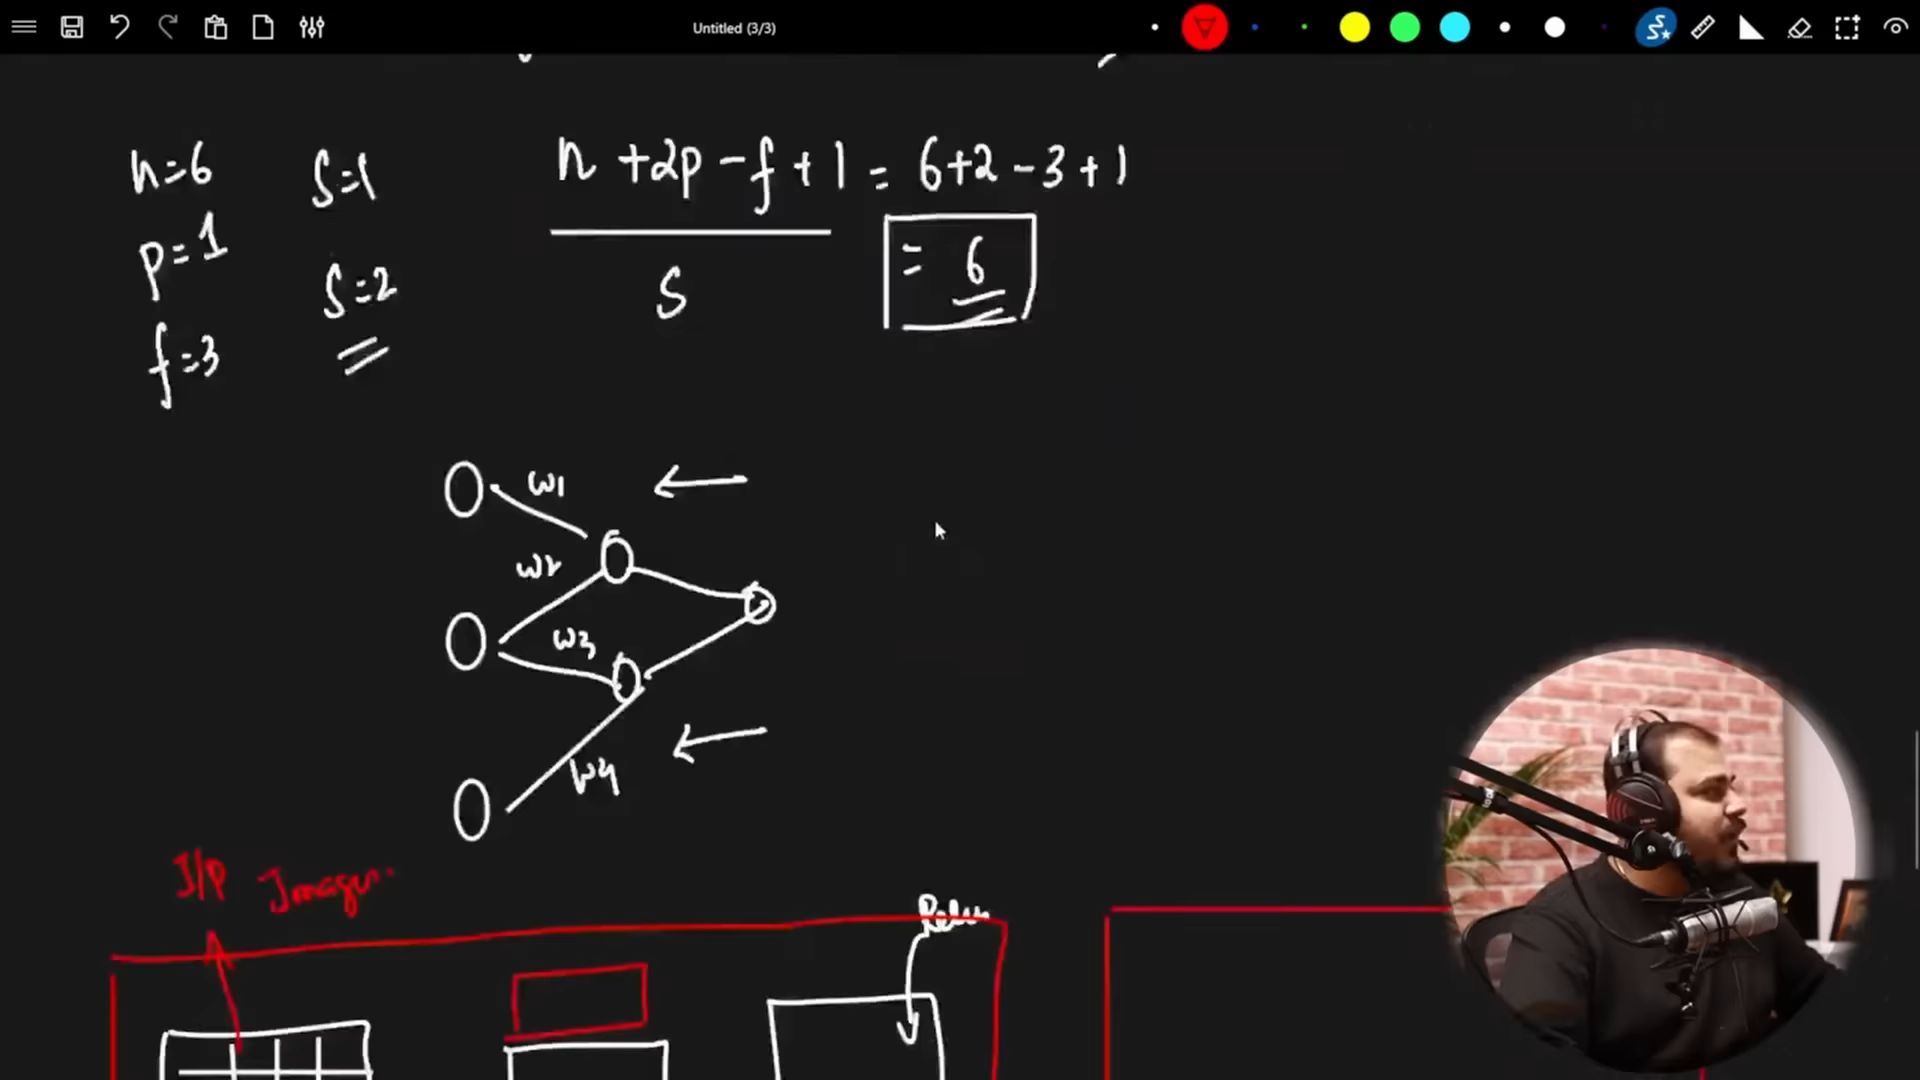 Untitled (3/3)
n=6 S=1 n+2p-f+1 = 6+2-3+1
p=1 S = 6
S=2
f=3
w1
w2
w3
w4
I/P Images.
Relu